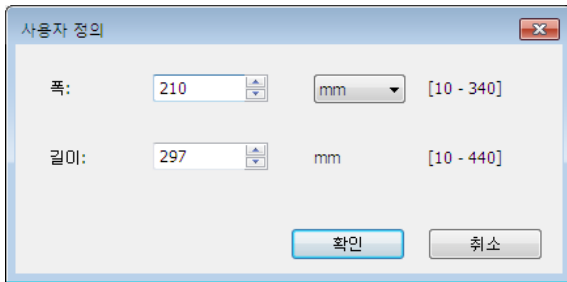 사용자 정의
폭: 210 mm [10 - 340]
길이: 297 mm [10 - 440]
확인 취소